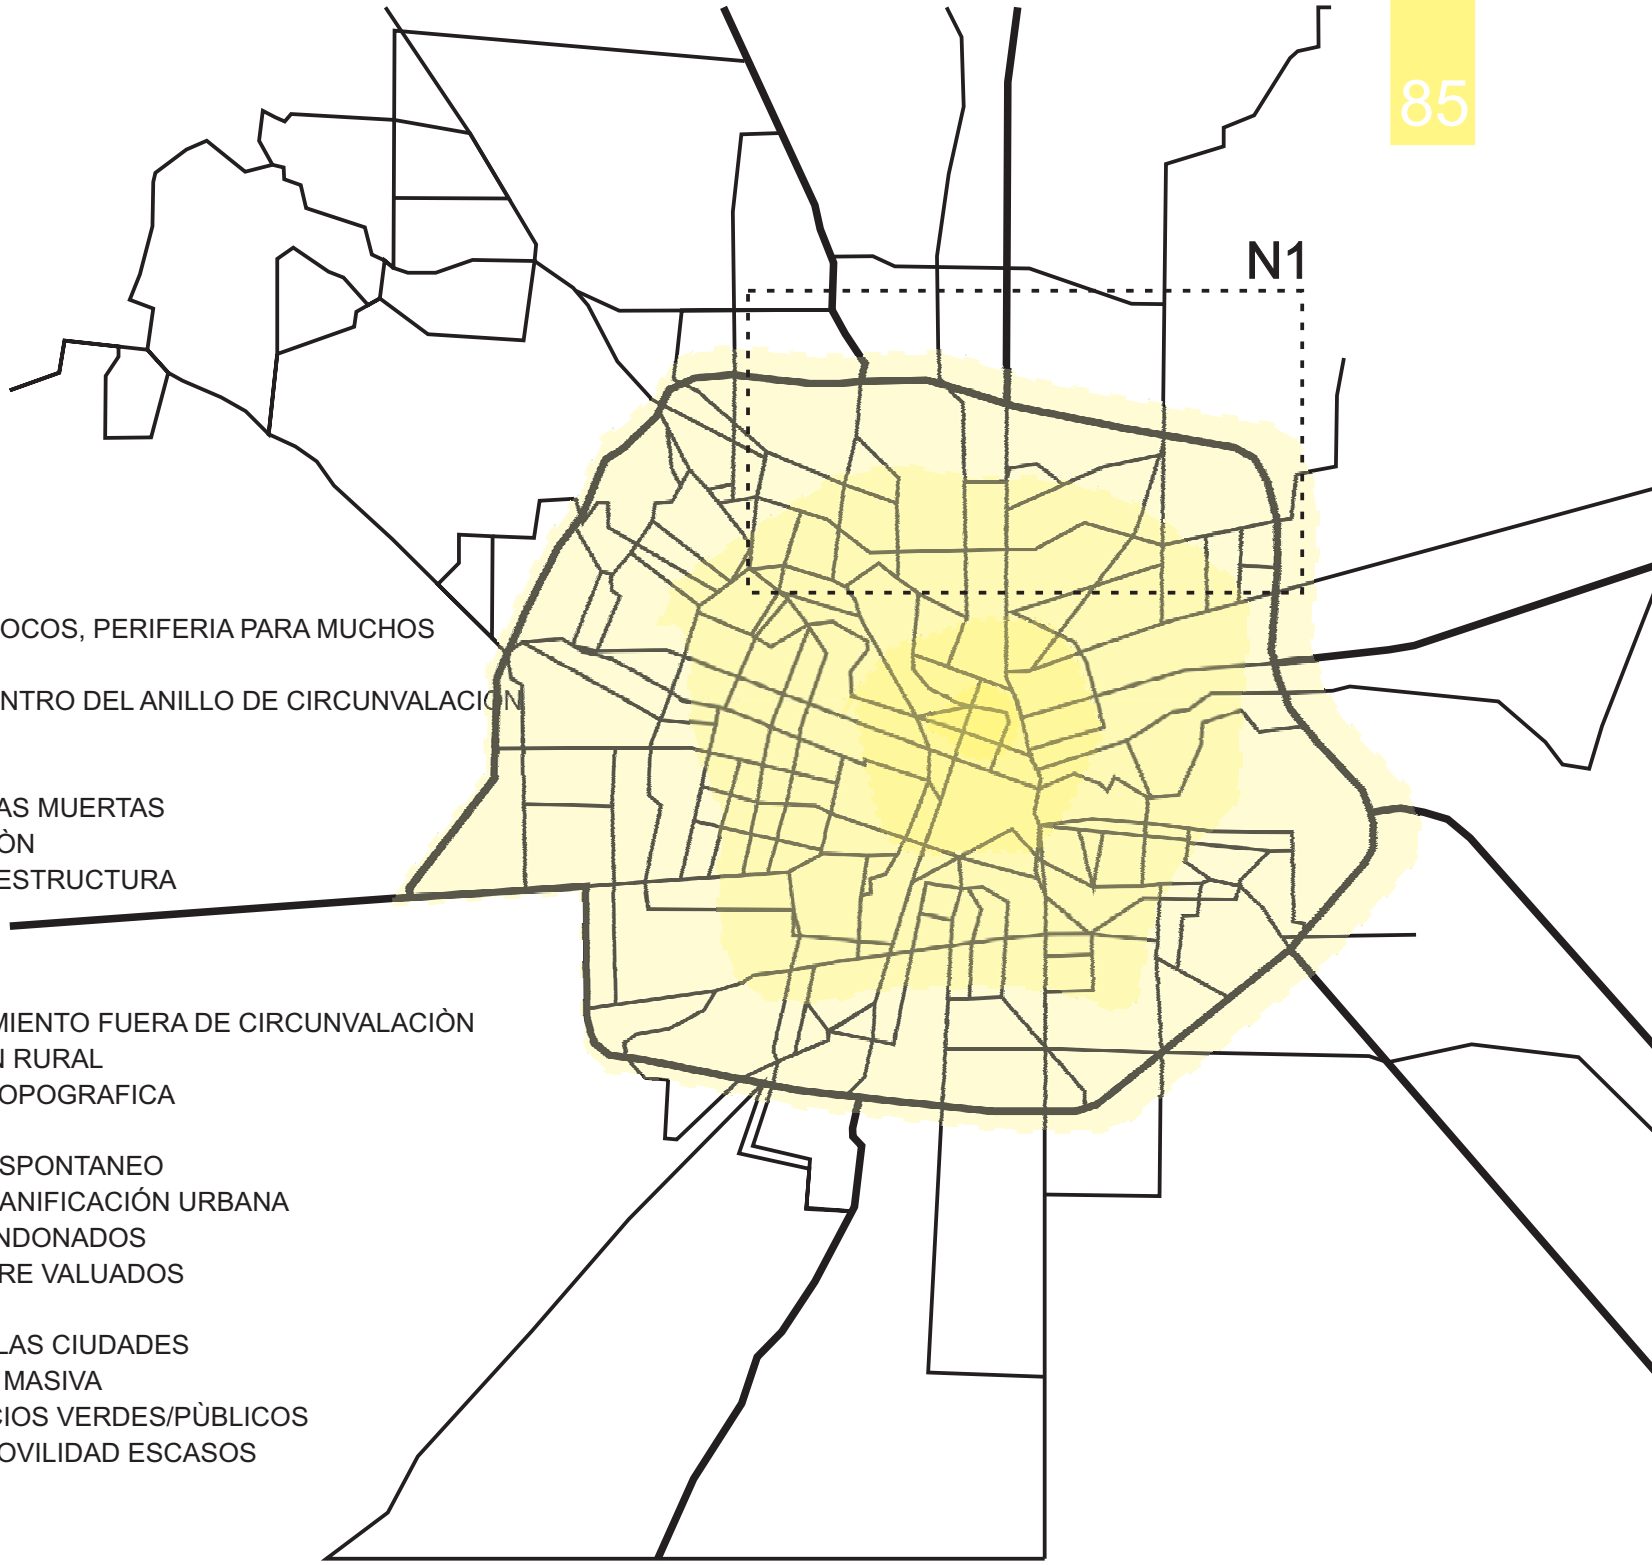 85
N1
OCOS, PERIFERIA PARA MUCHOS
NTRO DEL ANILLO DE CIRCUNVALACIÓN
AS MUERTAS
ÒN
ESTRUCTURA
MIENTO FUERA DE CIRCUNVALACIÒN
N RURAL
OPOGRAFICA
SPONTANEO
ANIFICACIÓN URBANA
NDONADOS
RE VALUADOS
LAS CIUDADES
MASIVA
CIOS VERDES/PÙBLICOS
OVILIDAD ESCASOS